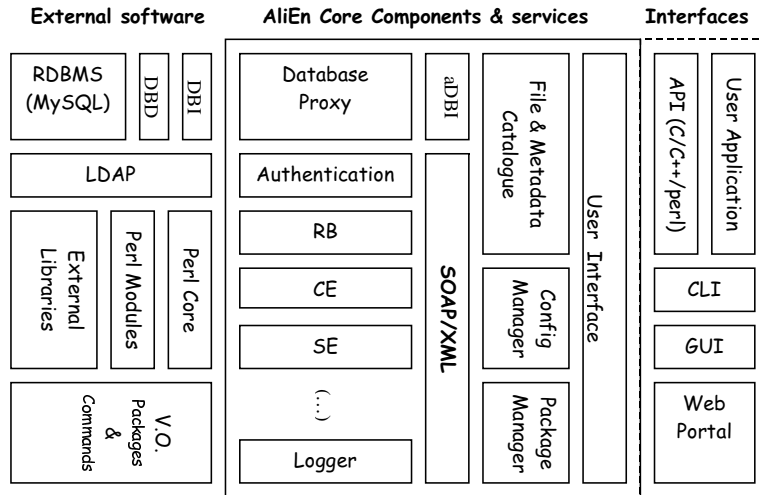 External software
AliEn Core Components & services
Interfaces
RDBMS
(MySQL)
DBD
DBI
LDAP
External
Libraries
Perl Modules
Perl Core
V.O.
Packages
&
Commands
Database
Proxy
Authentication
RB
CE
SE
(...)
Logger
aDBI
SOAP/XML
File & Metadata
Catalogue
Config
Manager
Package
Manager
User Interface
API (C/C++/perl)
User Application
CLI
GUI
Web
Portal